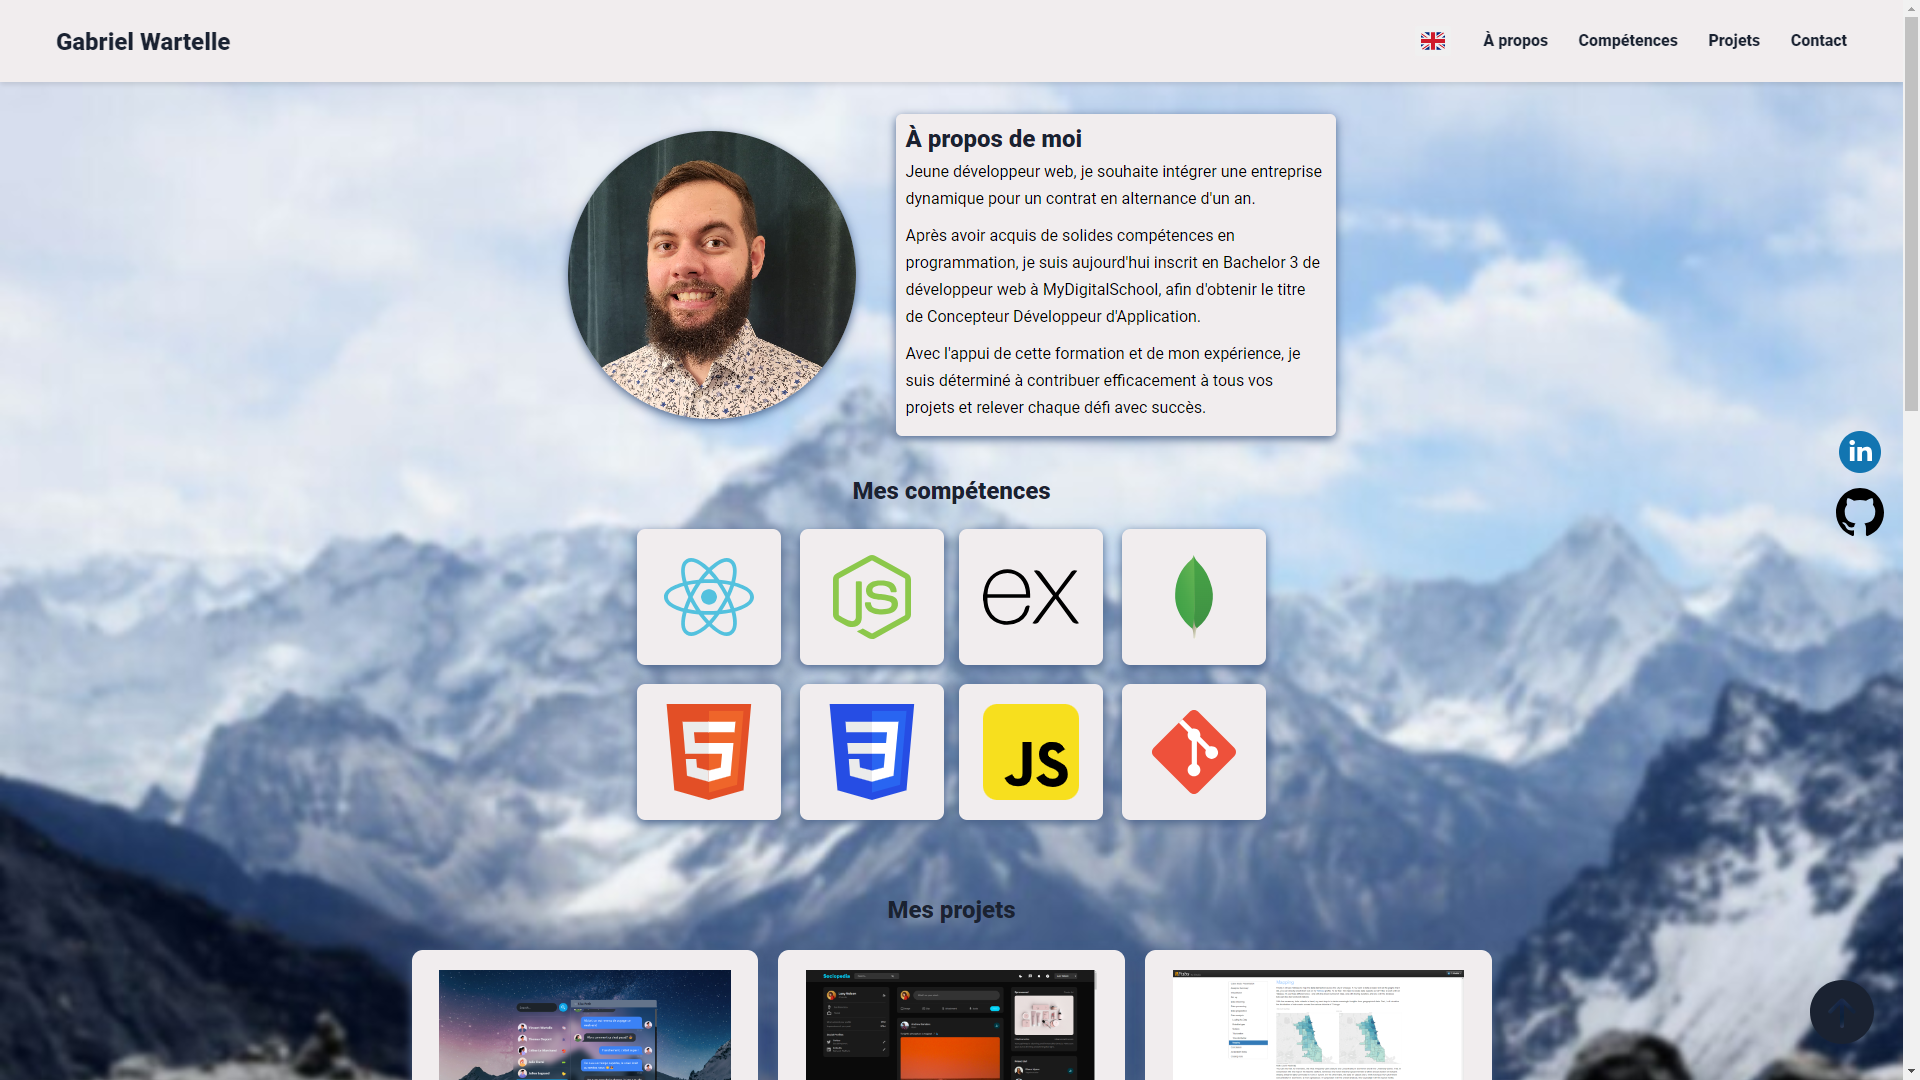 Gabriel Wartelle
À propos
Compétences
Projets
Contact
À propos de moi
Jeune développeur web, je souhaite intégrer une entreprise
dynamique pour un contrat en alternance d'un an.
Après avoir acquis de solides compétences en
programmation, je suis aujourd'hui inscrit en Bachelor 3 de
développeur web à MyDigitalSchool, afin d'obtenir le titre
de Concepteur Développeur d'Application.
Avec l'appui de cette formation et de mon expérience, je
suis déterminé à contribuer efficacement à tous vos
projets et relever chaque défi avec succès.
in
Mes compétences
JS
ex
5
3
JS
Mes projets
Sociopedia